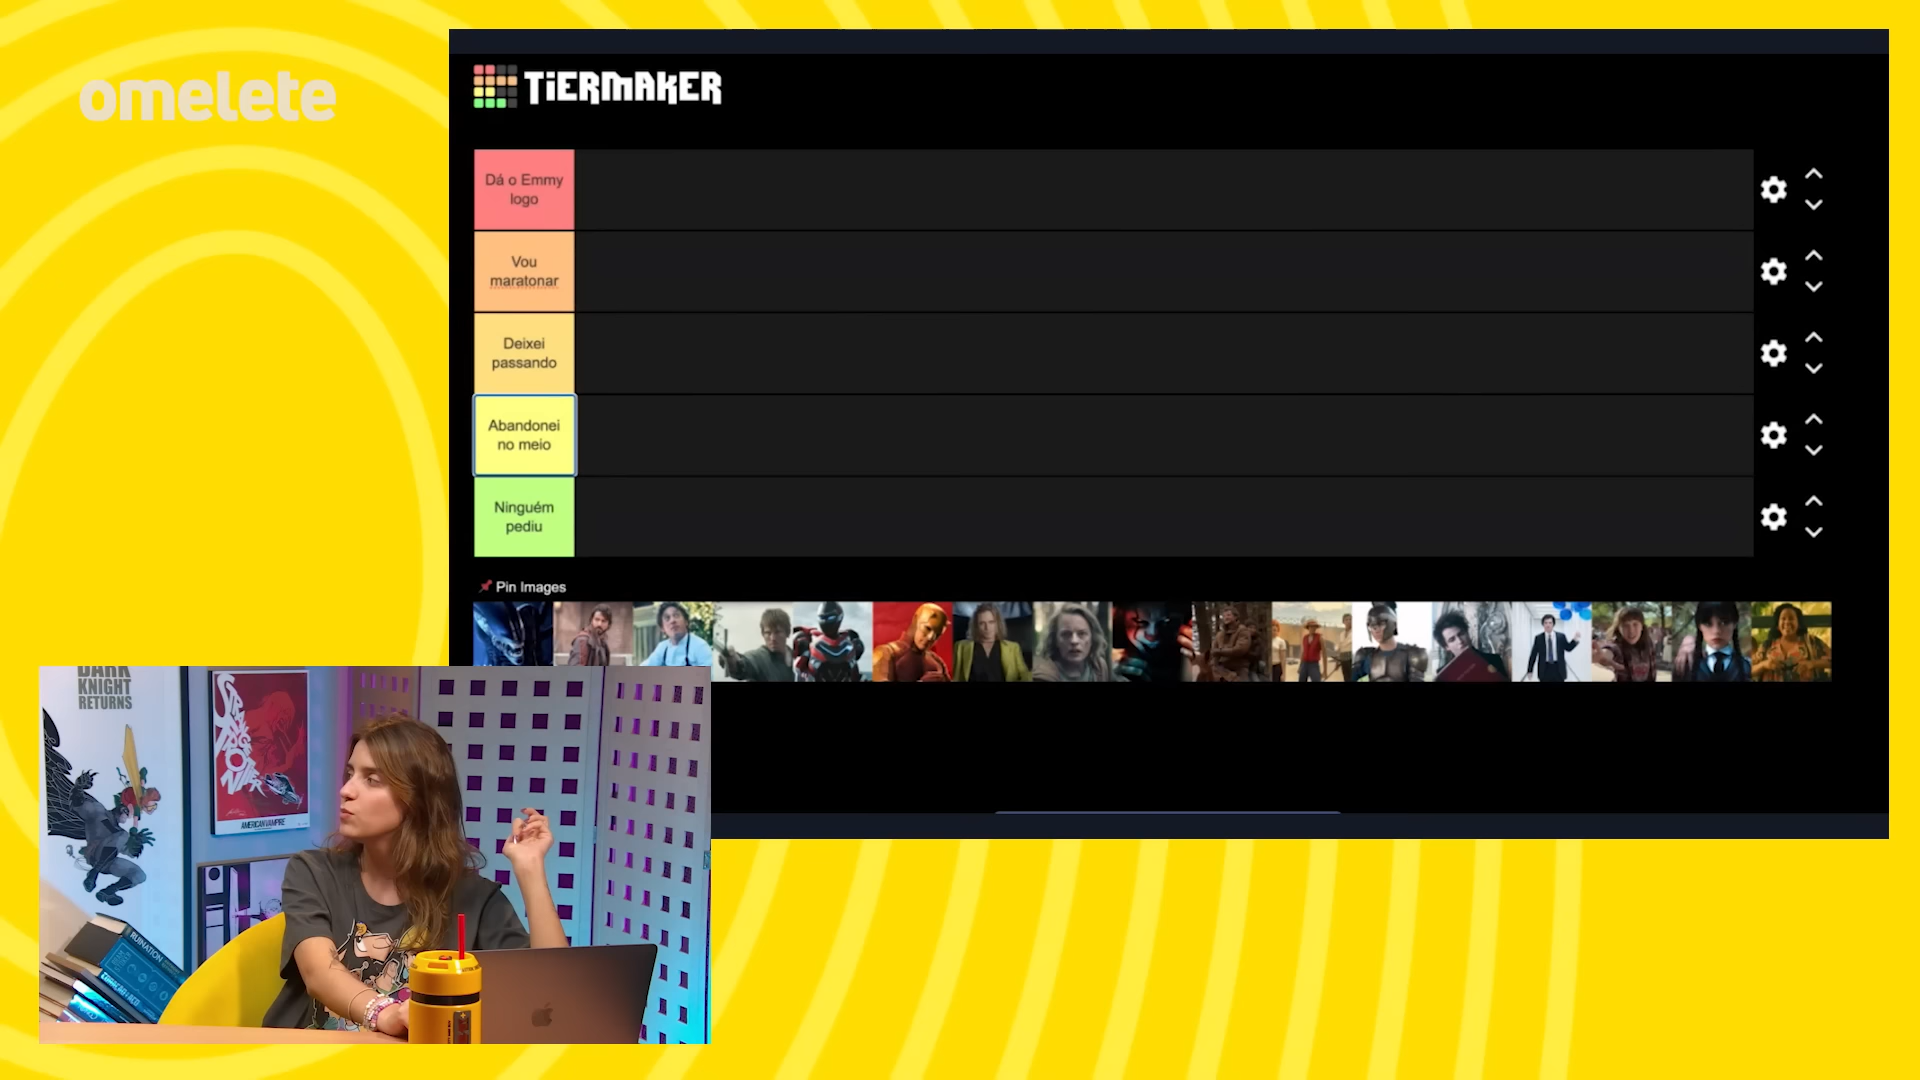 omelete
TiERMAKER
Dá o Emmy
logo
Vou
maratonar
Deixei
passando
Abandonei
no meio
Ninguém
pediu
Pin Images
DARK
KNIGHT
RETURNS
AMERICAN VAMPIRE
RUINATION